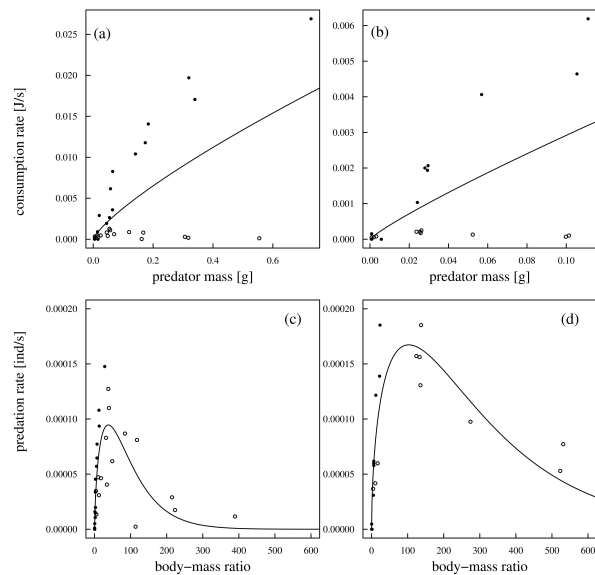 (a)
0.025
0.020
0.015
0.010
0.005
0.000
0.0 0.2 0.4 0.6
predator mass [g]
consumption rate [J/s]
(b)
0.006
0.005
0.004
0.003
0.002
0.001
0.000
0.00 0.02 0.04 0.06 0.08 0.10
predator mass [g]
(c)
0.00020
0.00015
0.00010
0.00005
0.00000
0 100 200 300 400 500 600
body−mass ratio
predation rate [ind/s]
(d)
0.00020
0.00015
0.00010
0.00005
0.00000
0 100 200 300 400 500 600
body−mass ratio